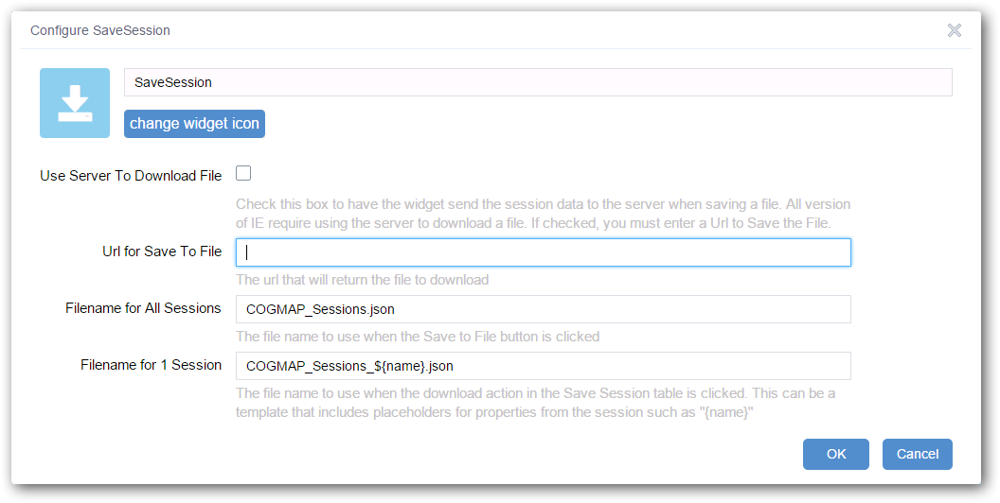 Configure SaveSession
SaveSession
change widget icon
Use Server To Download File
Check this box to have the widget send the session data to the server when saving a file. All version
of IE require using the server to download a file. If checked, you must enter a Url to Save the File.
Url for Save To File
The url that will return the file to download
Filename for All Sessions
COGMAP_Sessions.json
The file name to use when the Save to File button is clicked
Filename for 1 Session
COGMAP_Sessions_${name}.json
The file name to use when the download action in the Save Session table is clicked. This can be a
template that includes placeholders for properties from the session such as "{name}"
OK
Cancel